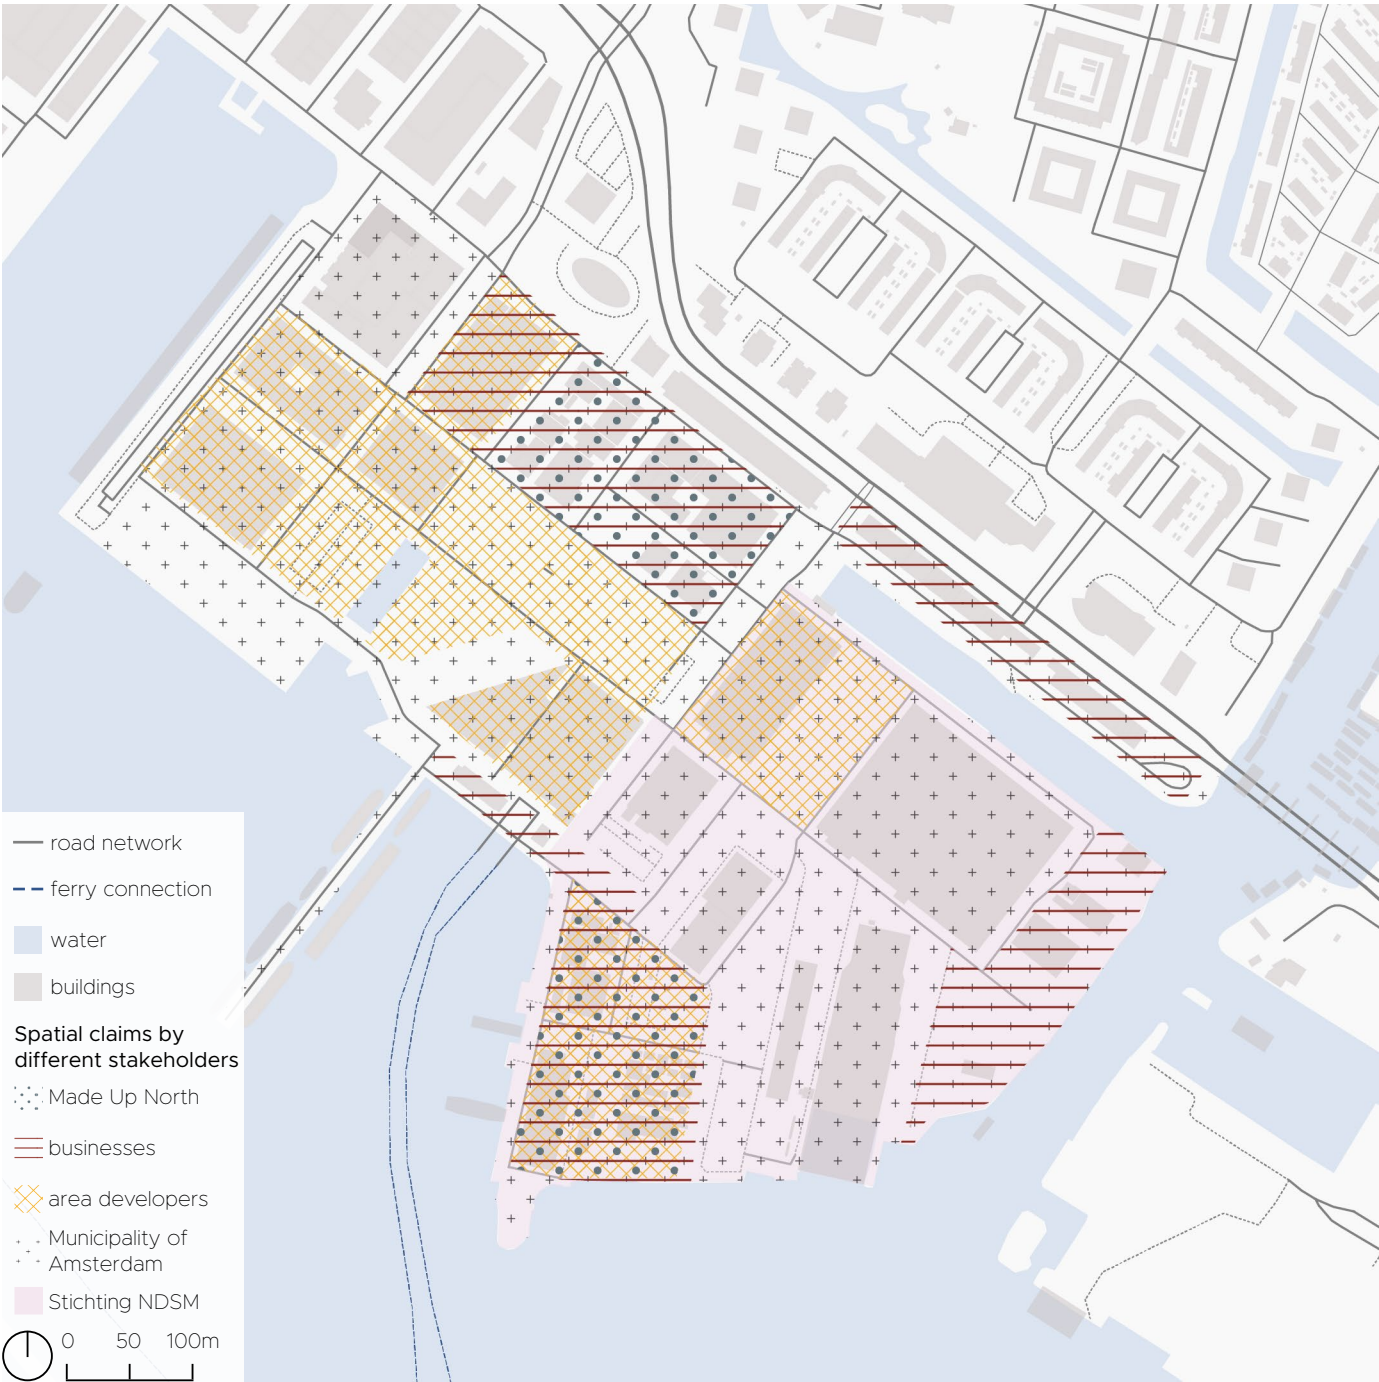 road network
ferry connection
water
buildings
Spatial claims by
different stakeholders
Made Up North
businesses
area developers
Municipality of
Amsterdam
Stichting NDSM
0 50 100m